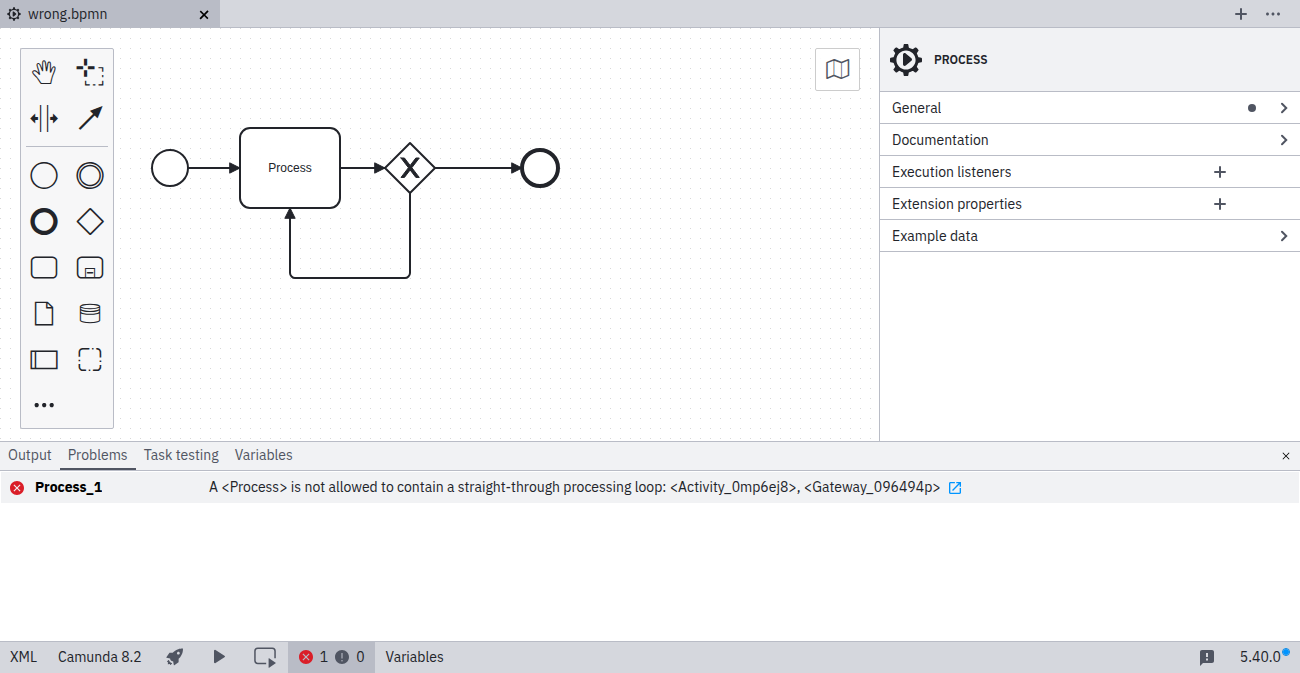 wrong.bpmn
PROCESS
General
Documentation
Execution listeners
Extension properties
Example data
Process
X
Output Problems Task testing Variables
Process_1 A <Process> is not allowed to contain a straight-through processing loop: <Activity_0mp6ej8>, <Gateway_096494p>
XML Camunda 8.2 1 0 Variables 5.40.0